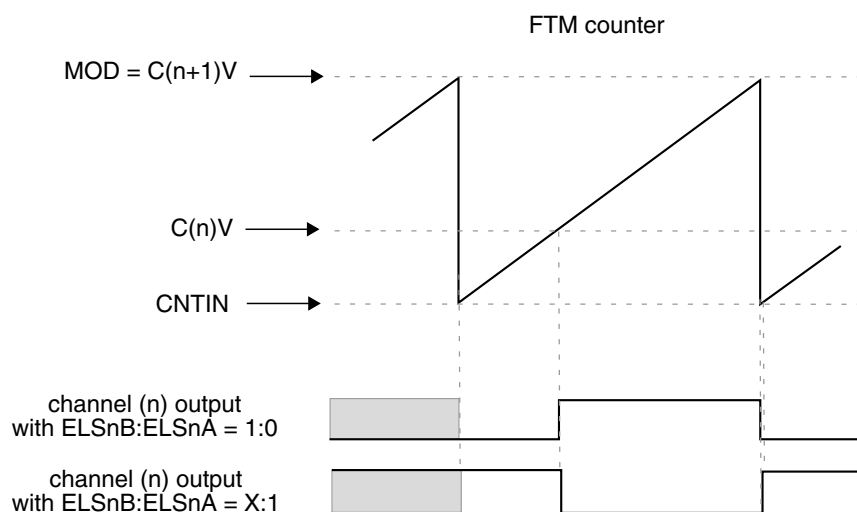 FTM counter
MOD = C(n+1)V
C(n)V
CNTIN
channel (n) output
with ELSnB:ELSnA = 1:0
channel (n) output
with ELSnB:ELSnA = X:1